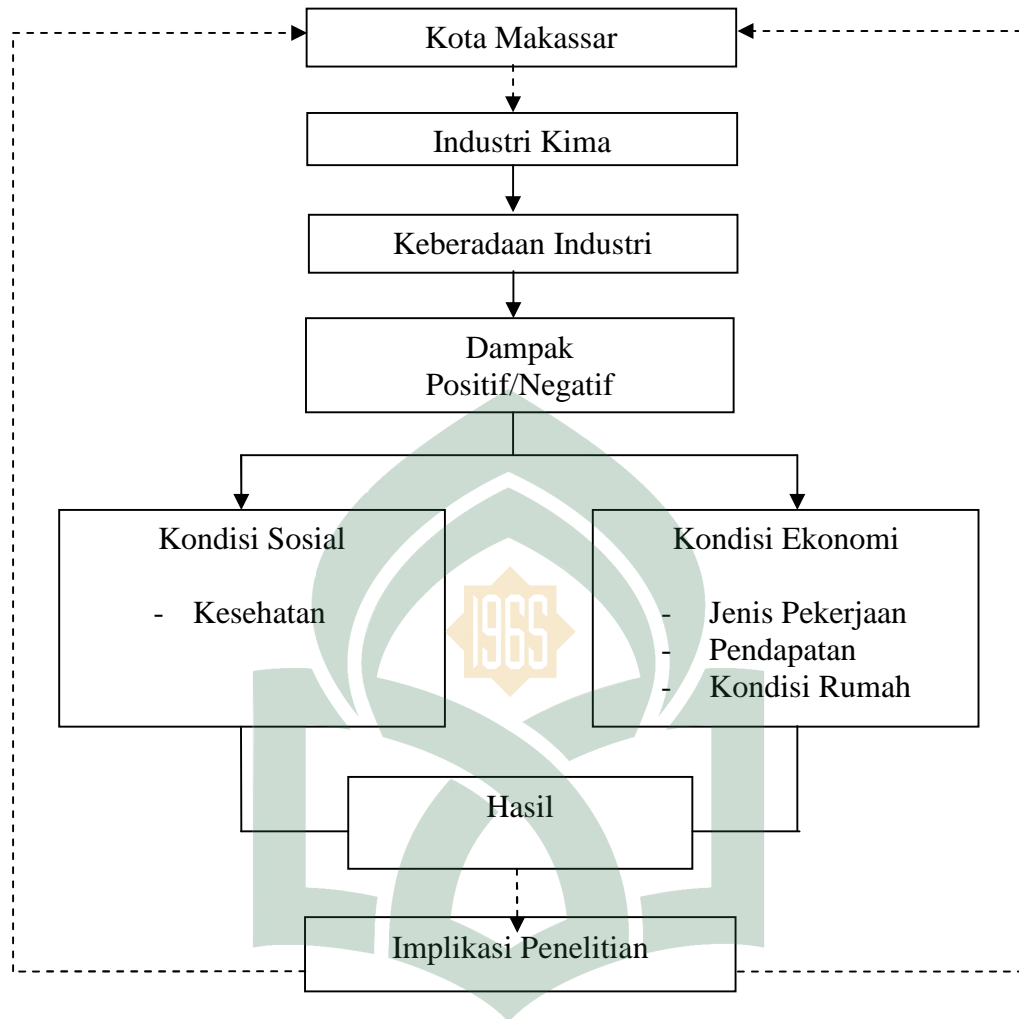 Kota Makassar
Industri Kima
Keberadaan Industri
Dampak
Positif/Negatif
Kondisi Sosial
- Kesehatan
Kondisi Ekonomi
- Jenis Pekerjaan
- Pendapatan
- Kondisi Rumah
1965
Hasil
Implikasi Penelitian